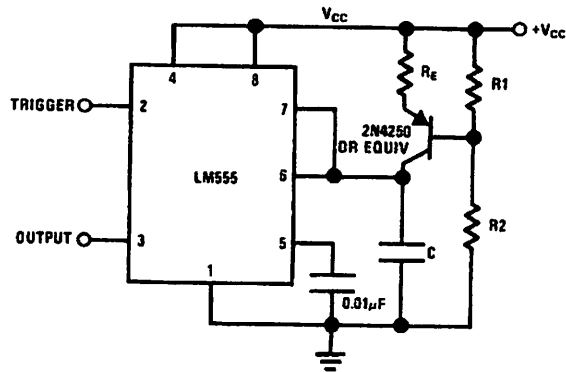 VCC
+VCC
4
8
RE
R1
7
TRIGGER
2
2N4250
OR EQUIV
LM555
6
R2
OUTPUT
3
5
C
1
0.01µF